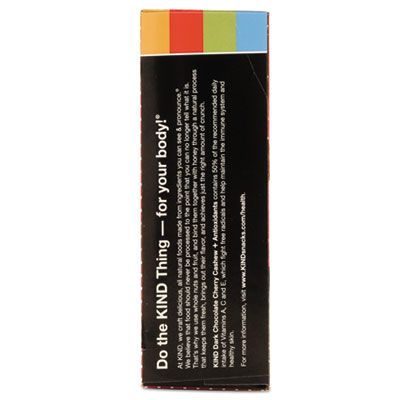 Do the KIND Thing — for your body!®
At KIND, we craft delicious, all natural foods made from ingredients you can see & pronounce.®
We believe that food should never be processed to the point that you can no longer tell what it is.
That's why we use whole nuts and fruit, and bind them together with honey through a natural process
that keeps them fresh, brings out their flavor, and achieves just the right amount of crunch.
KIND Dark Chocolate Cherry Cashew + Antioxidants contains 50% of the recommended daily
intake of Vitamins A, C and E, which fight free radicals and help maintain the immune system and
healthy skin.
For more information, visit www.KINDsnacks.com/health.